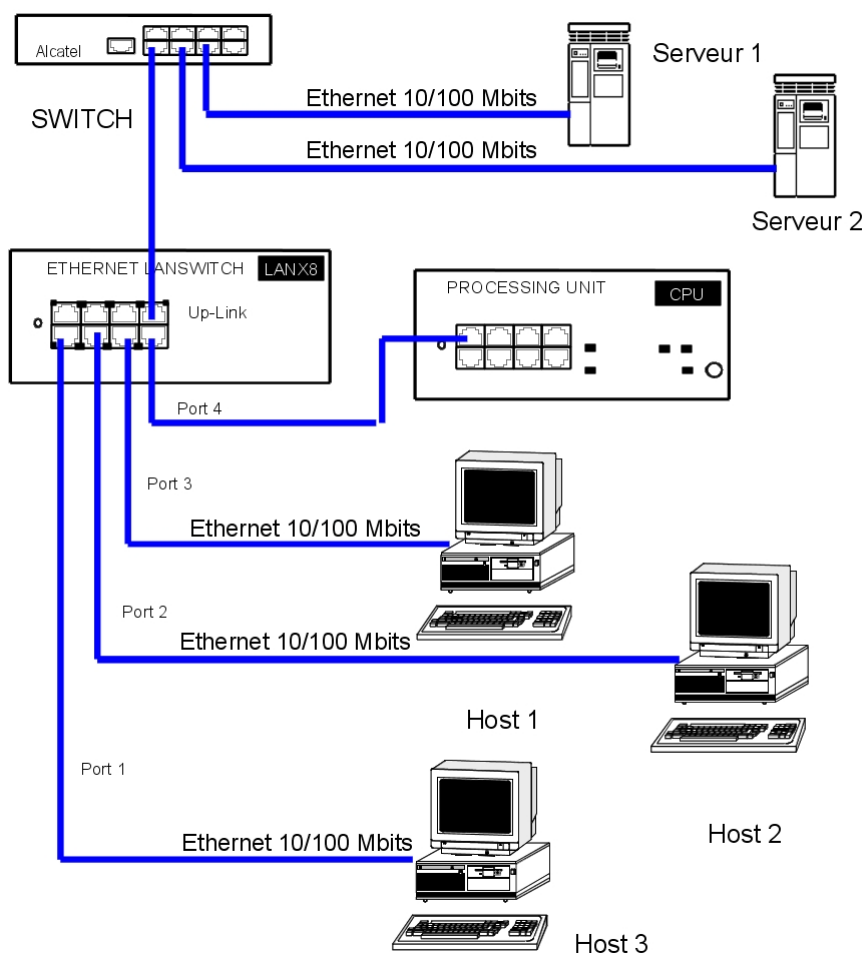 Alcatel
Serveur 1
Ethernet 10/100 Mbits
SWITCH
Ethernet 10/100 Mbits
Serveur 2
ETHERNET LANSWITCH
LANX8
PROCESSING UNIT
CPU
Up-Link
Port 4
Port 3
Ethernet 10/100 Mbits
Port 2
Ethernet 10/100 Mbits
Host 1
Port 1
Ethernet 10/100 Mbits
Host 2
Host 3